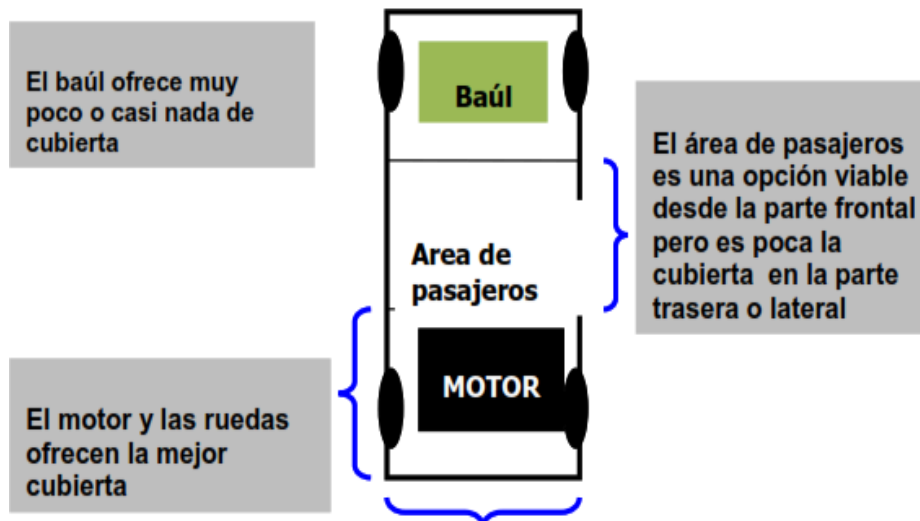 El baúl ofrece muy
poco o casi nada de
cubierta
Baúl
El área de pasajeros
es una opción viable
desde la parte frontal
pero es poca la
cubierta en la parte
trasera o lateral
Area de
pasajeros
MOTOR
El motor y las ruedas
ofrecen la mejor
cubierta